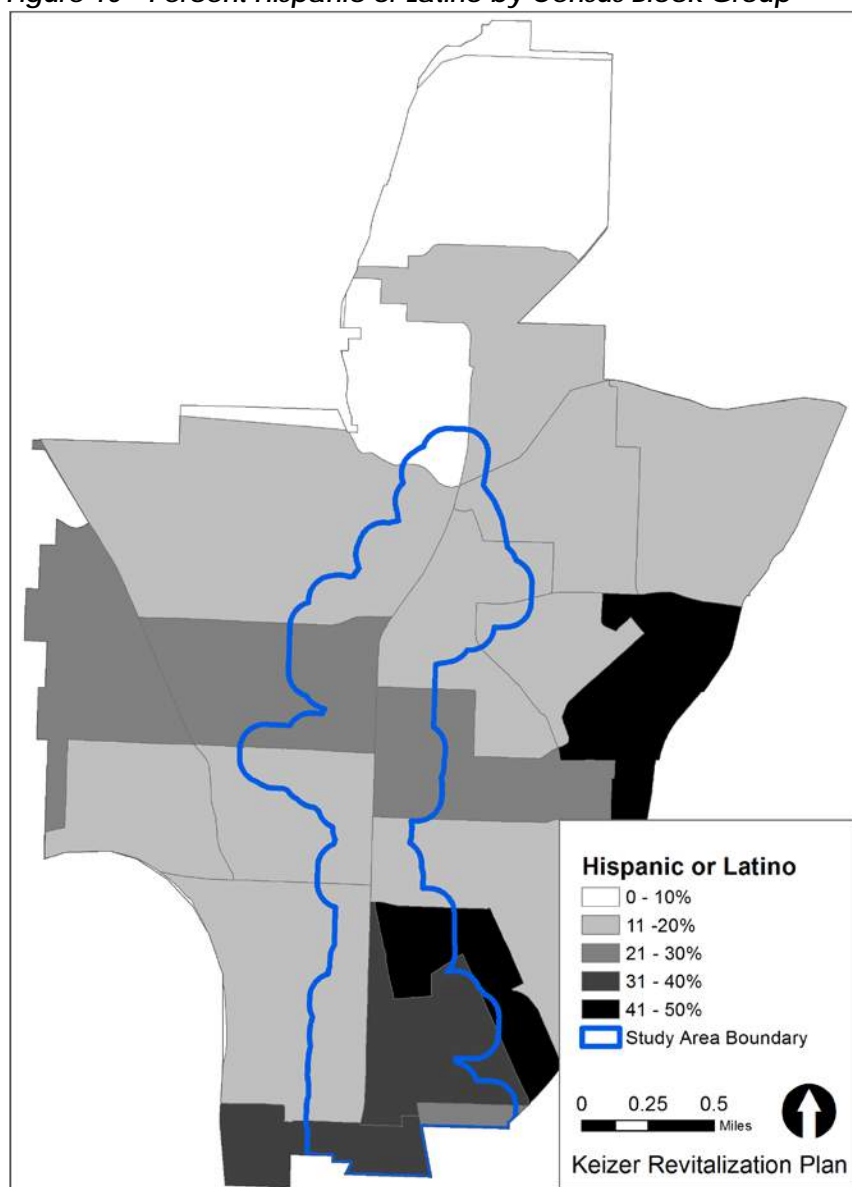 Figure - Percent Hispanic or Latino by Census Block Group
Hispanic or Latino
0 - 10%
11 -20%
21 - 30%
31 - 40%
41 - 50%
Study Area Boundary
0 0.25 0.5
Miles
Keizer Revitalization Plan